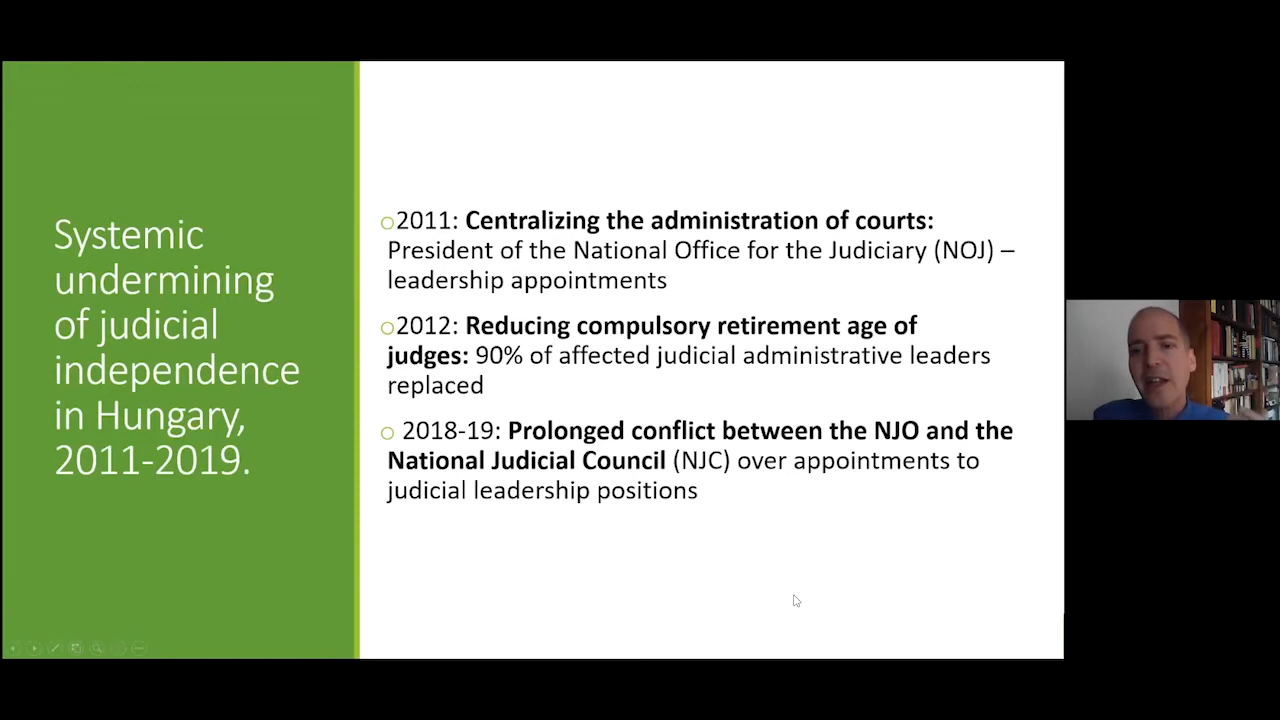 Systemic
undermining
of judicial
independence
in Hungary,
2011-2019.
2011: Centralizing the administration of courts:
President of the National Office for the Judiciary (NOJ) –
leadership appointments
2012: Reducing compulsory retirement age of
judges: 90% of affected judicial administrative leaders
replaced
2018-19: Prolonged conflict between the NJO and the
National Judicial Council (NJC) over appointments to
judicial leadership positions